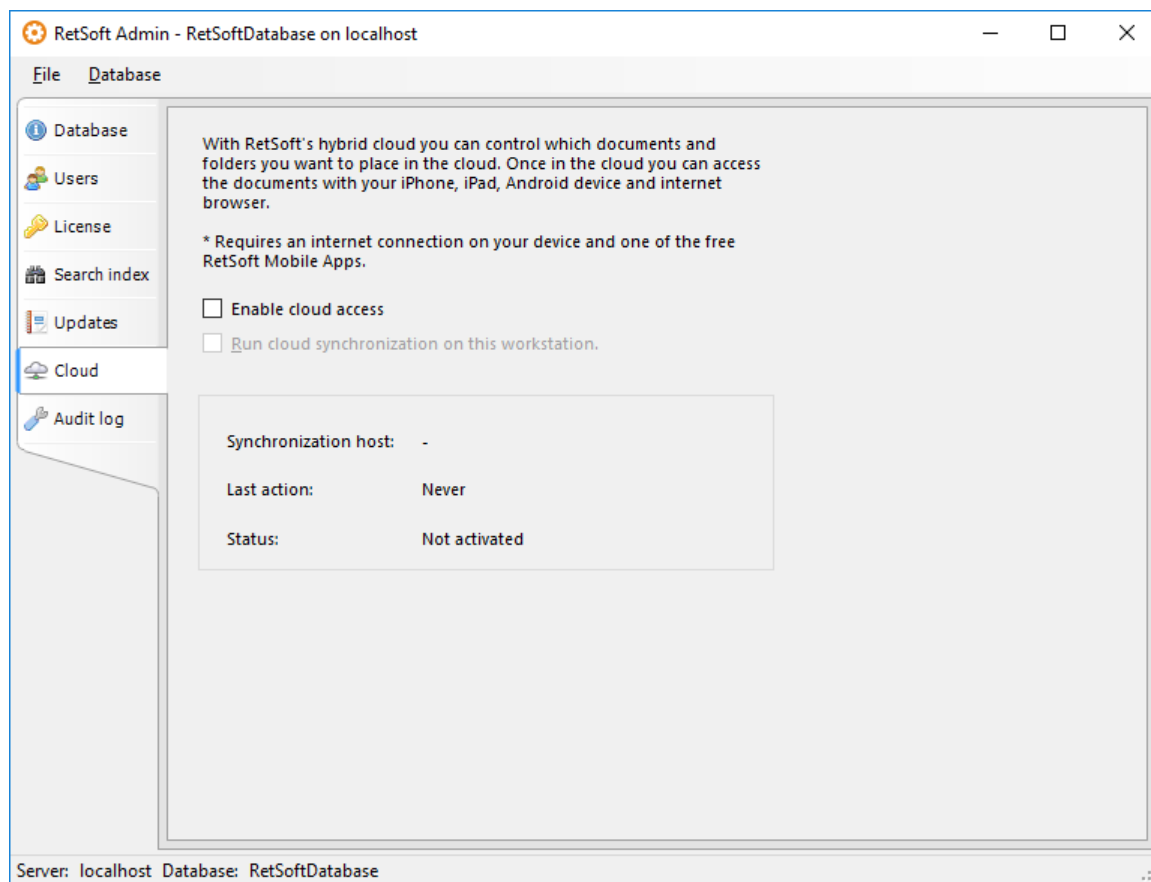 RetSoft Admin - RetSoftDatabase on localhost
File Database
Database
Users
License
Search index
Updates
Cloud
Audit log
With RetSoft's hybrid cloud you can control which documents and
folders you want to place in the cloud. Once in the cloud you can access
the documents with your iPhone, iPad, Android device and internet
browser.
* Requires an internet connection on your device and one of the free
RetSoft Mobile Apps.
Enable cloud access
Run cloud synchronization on this workstation.
Synchronization host: -
Last action: Never
Status: Not activated
Server: localhost Database: RetSoftDatabase